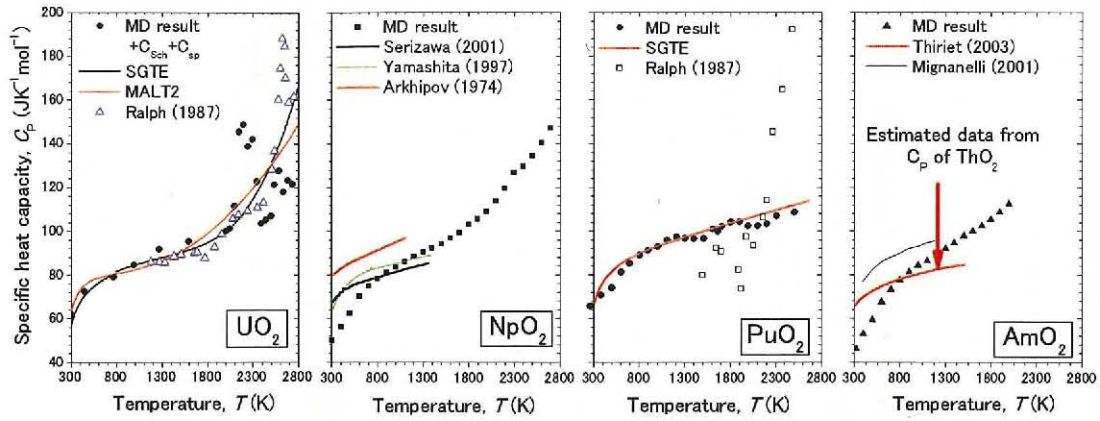 Specific heat capacity, Cₚ (JK⁻¹mol⁻¹)
200
180
160
140
120
100
80
60
40
MD result
+C_Sch+C_sp
SGTE
MALT2
Ralph (1987)
UO₂
300 800 1300 1800 2300 2800
Temperature, T (K)
MD result
Serizawa (2001)
Yamashita (1997)
Arkhipov (1974)
NpO₂
300 800 1300 1800 2300 2800
Temperature, T (K)
MD result
SGTE
Ralph (1987)
PuO₂
300 800 1300 1800 2300 2800
Temperature, T (K)
MD result
Thiriet (2003)
Mignanelli (2001)
Estimated data from
Cₚ of ThO₂
AmO₂
300 800 1300 1800 2300 2800
Temperature, T (K)